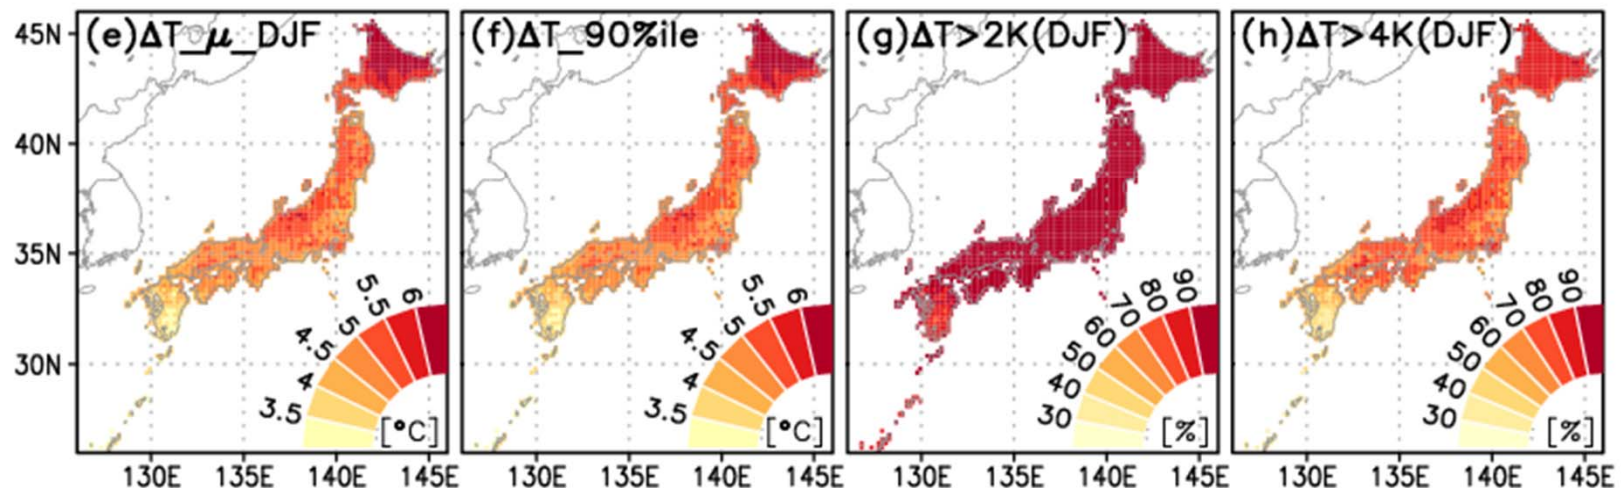 (e)ΔT_μ_DJF
(f)ΔT_90%ile
(g)ΔT>2K(DJF)
(h)ΔT>4K(DJF)
45N
40N
35N
30N
3.5 4 4.5 5 5.5 6
[°C]
3.5 4 4.5 5 5.5 6
[°C]
30 40 50 60 70 80 90
[%]
30 40 50 60 70 80 90
[%]
130E 135E 140E 145E
130E 135E 140E 145E
130E 135E 140E 145E
130E 135E 140E 145E